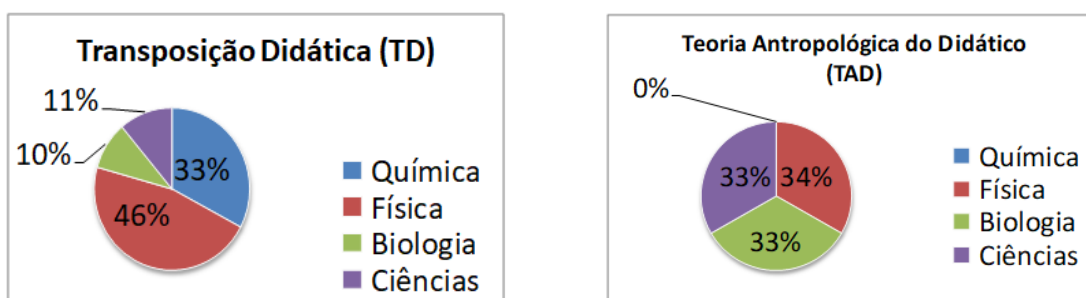 Transposição Didática (TD)
11%
10%
33%
46%
Química
Física
Biologia
Ciências
Teoria Antropológica do Didático
(TAD)
0%
33%
34%
33%
Química
Física
Biologia
Ciências